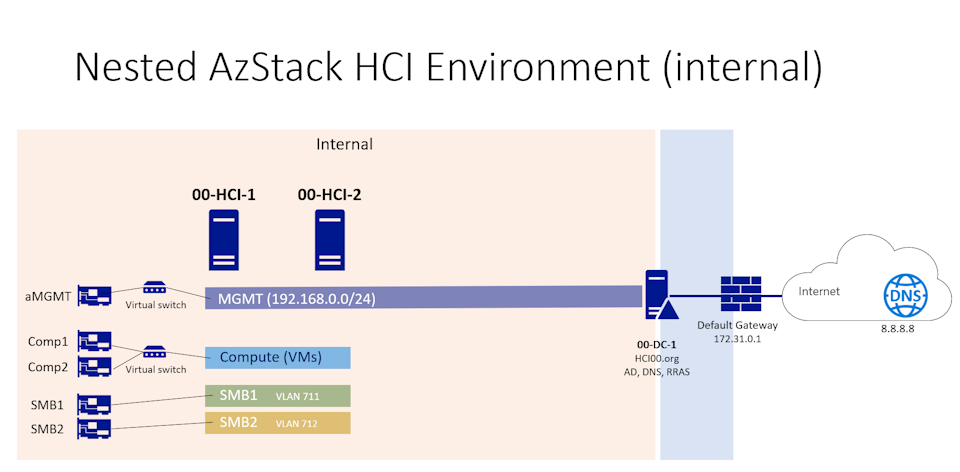 Nested AzStack HCI Environment (internal)
Internal
00-HCI-1
00-HCI-2
aMGMT
Virtual switch
MGMT (192.168.0.0/24)
Internet
DNS
8.8.8.8
Default Gateway
172.31.0.1
00-DC-1
HCI00.org
AD, DNS, RRAS
Comp1
Comp2
Virtual switch
Compute (VMs)
SMB1
SMB1 VLAN 711
SMB2
SMB2 VLAN 712